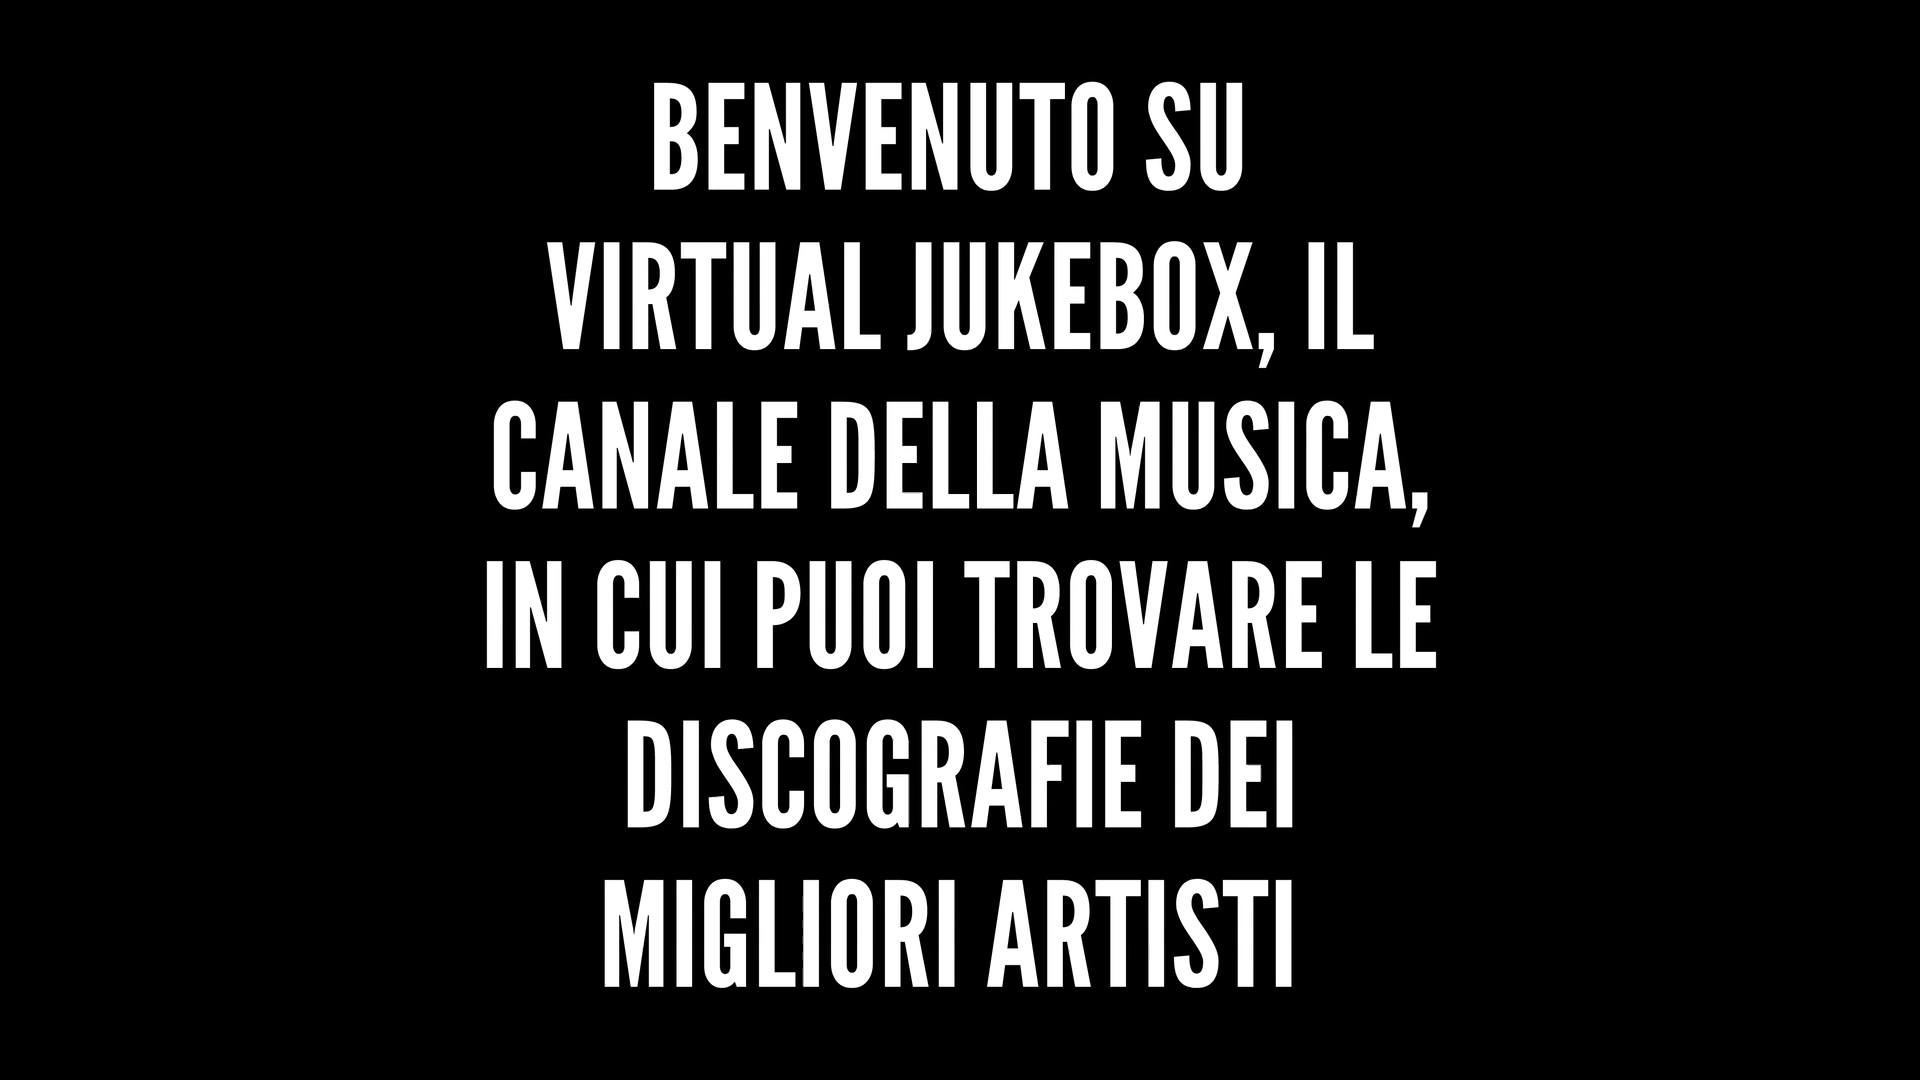 BENVENUTO SU
VIRTUAL JUKEBOX, IL
CANALE DELLA MUSICA,
IN CUI PUOI TROVARE LE
DISCOGRAFIE DEI
MIGLIORI ARTISTI